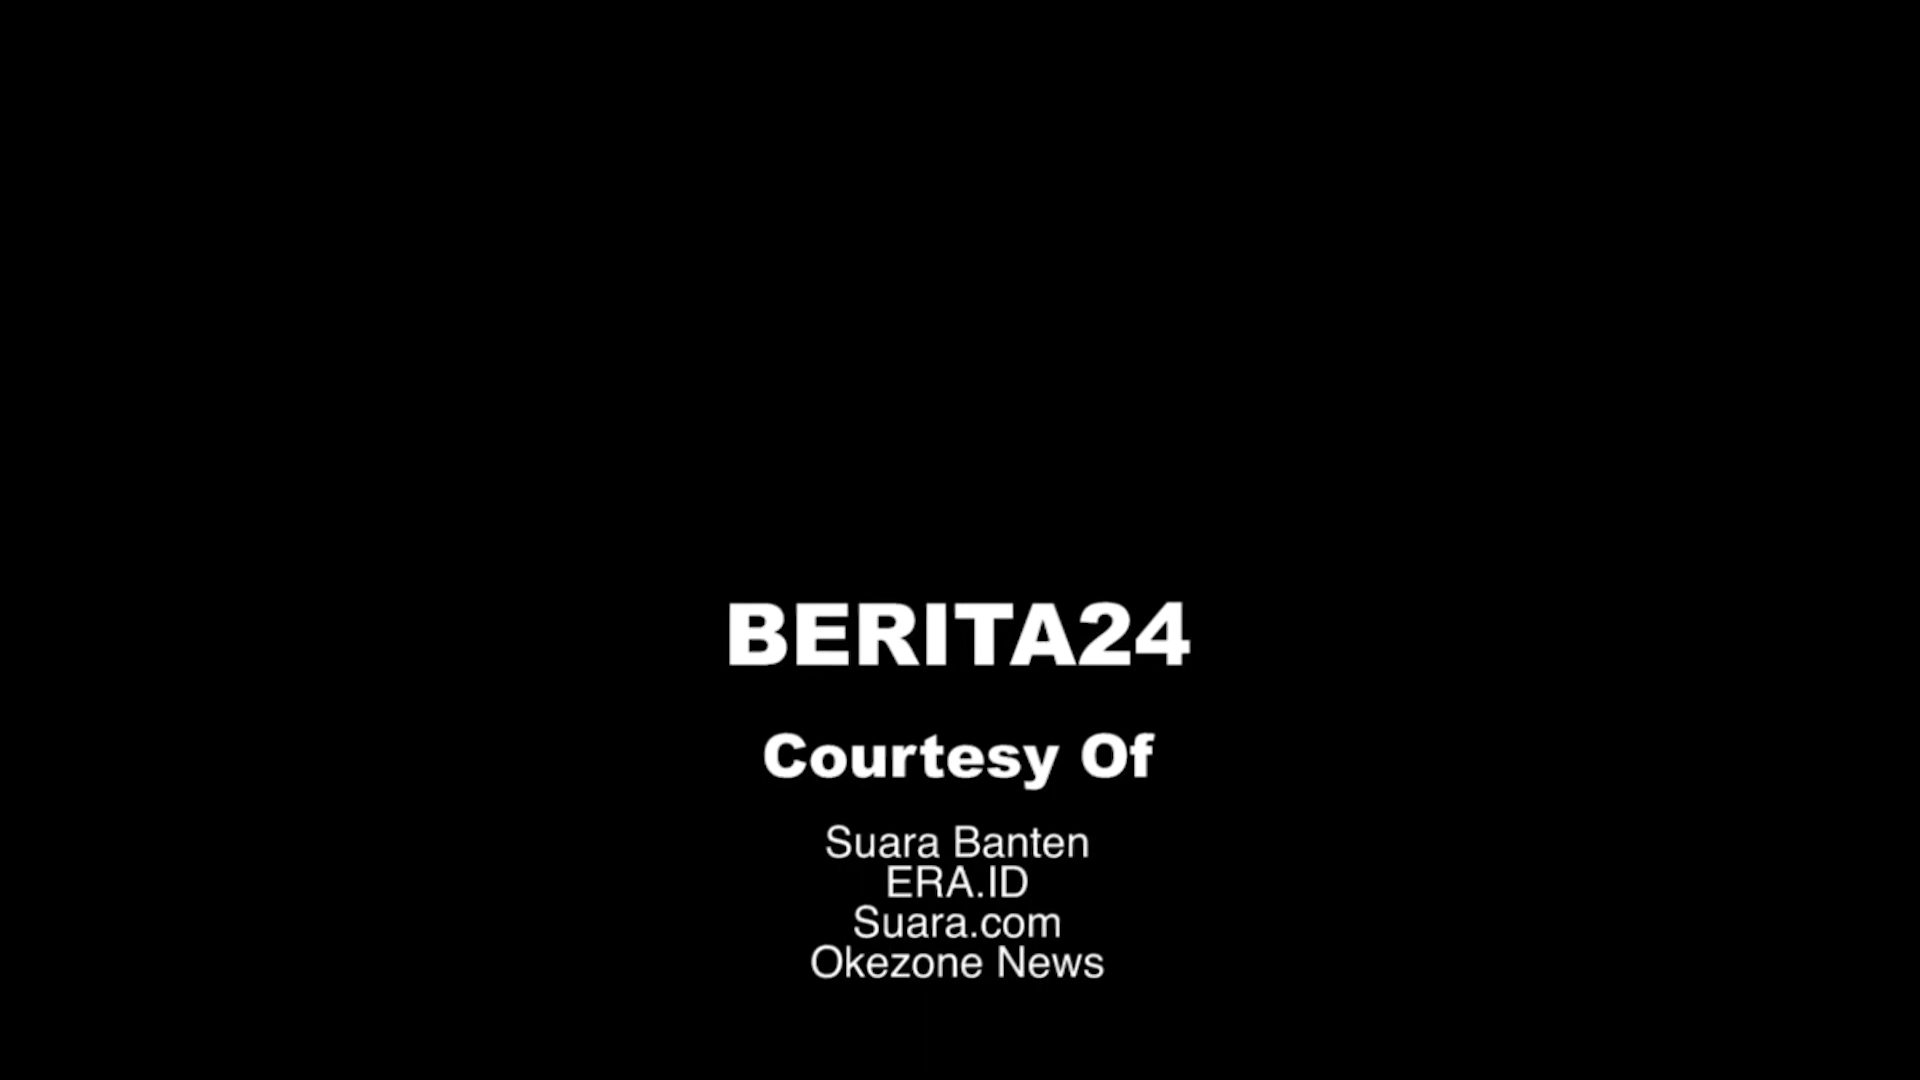 BERITA24
Courtesy Of
Suara Banten
ERA.ID
Suara.com
Okezone News